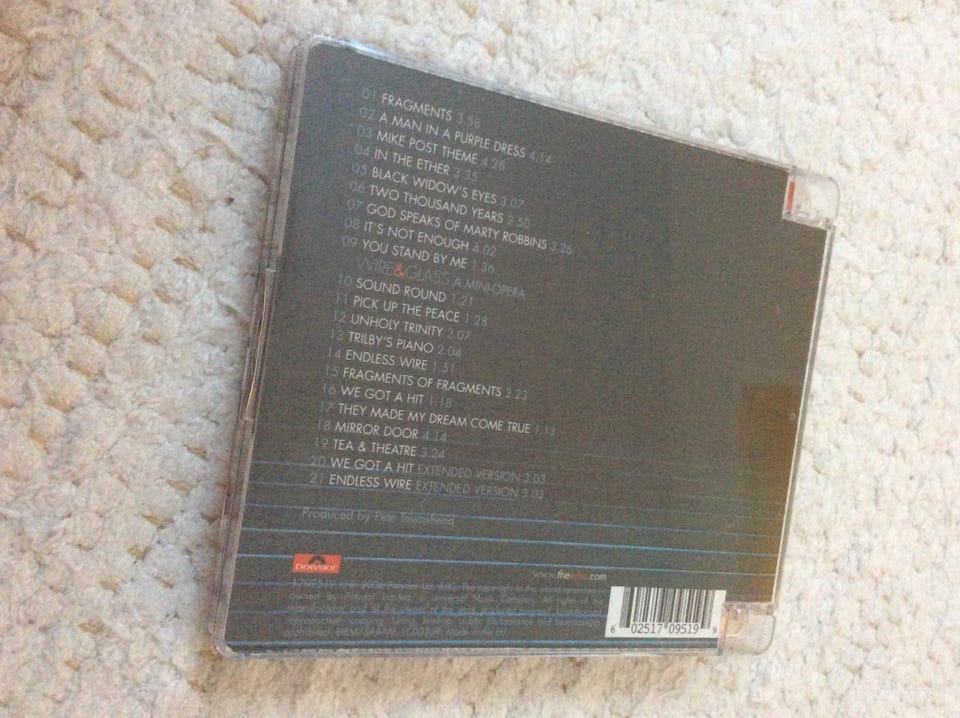 01 FRAGMENTS 3.58
02 A MAN IN A PURPLE DRESS 4.14
03 MIKE POST THEME 4.28
04 IN THE ETHER 3.35
05 BLACK WIDOW'S EYES 3.07
06 TWO THOUSAND YEARS 2.50
07 GOD SPEAKS OF MARTY ROBBINS 3.26
08 IT'S NOT ENOUGH 4.02
09 YOU STAND BY ME 1.36
WIRE&GLASS A MINI-OPERA
10 SOUND ROUND 1.21
11 PICK UP THE PEACE 1.28
12 UNHOLY TRINITY 2.07
13 TRILBY'S PIANO 2.04
14 ENDLESS WIRE 1.51
15 FRAGMENTS OF FRAGMENTS 2.23
16 WE GOT A HIT 1.18
17 THEY MADE MY DREAM COME TRUE 1.13
18 MIRROR DOOR 4.14
19 TEA & THEATRE 3.24
20 WE GOT A HIT EXTENDED VERSION 3.03
21 ENDLESS WIRE EXTENDED VERSION 3.03
Produced by Pete Townshend
Polydor
www.thewho.com
owned by Polydor Limited
6 02517 09519 9